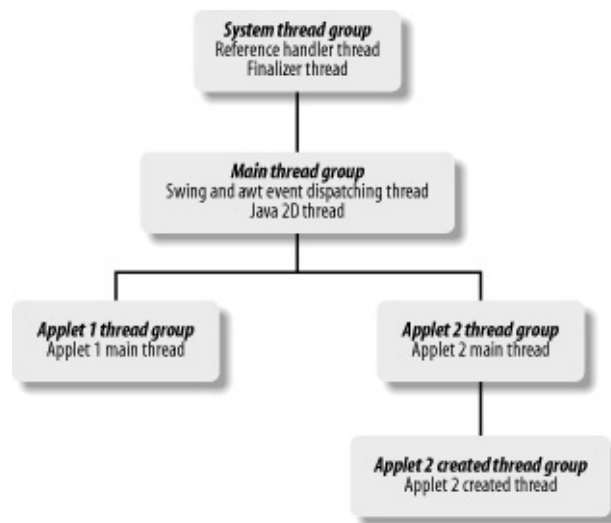 System thread group
Reference handler thread
Finalizer thread
Main thread group
Swing and awt event dispatching thread
Java 2D thread
Applet 1 thread group
Applet 1 main thread
Applet 2 thread group
Applet 2 main thread
Applet 2 created thread group
Applet 2 created thread